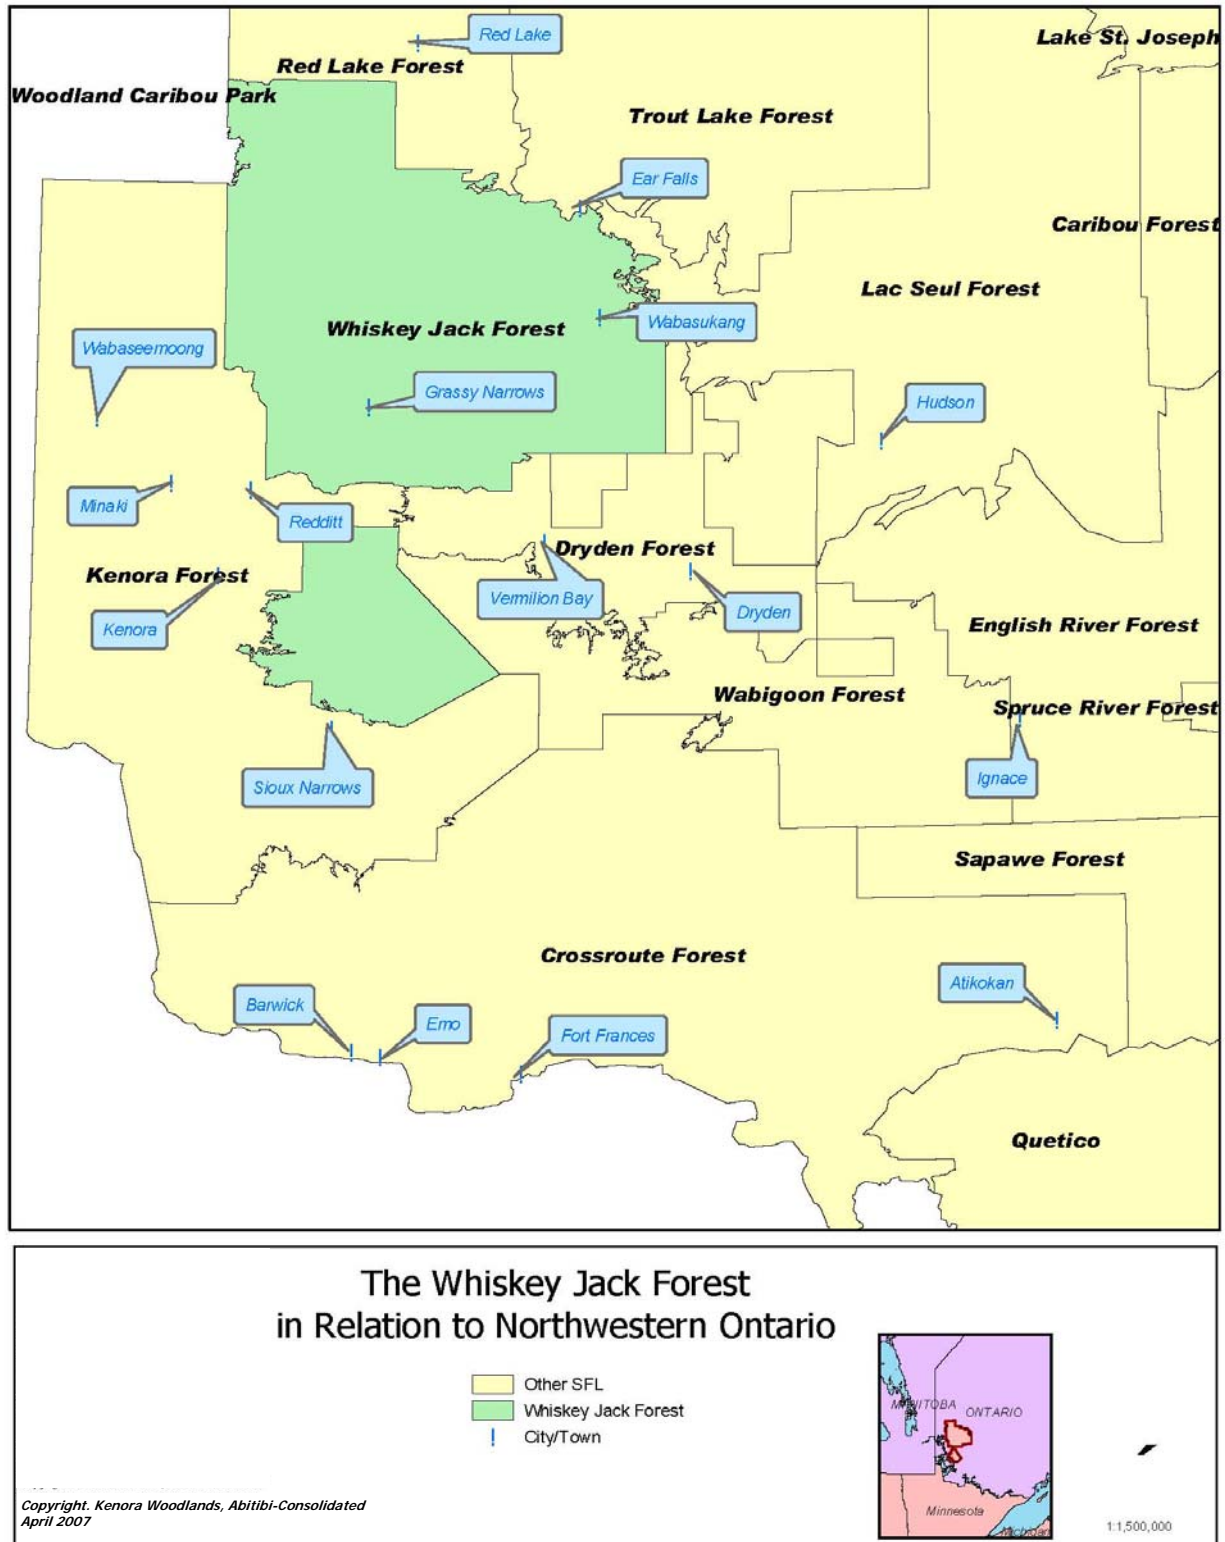 Red Lake
Lake St. Joseph
Red Lake Forest
Woodland Caribou Park
Trout Lake Forest
Ear Falls
Caribou Forest
Lac Seul Forest
Whiskey Jack Forest
Wabasukang
Wabaseemoong
Grassy Narrows
Hudson
Minaki
Redditt
Dryden Forest
Kenora Forest
Vermilion Bay
Dryden
Kenora
English River Forest
Wabigoon Forest
Spruce River Forest
Sioux Narrows
Ignace
Sapawe Forest
Crossroute Forest
Atikokan
Barwick
Emo
Fort Frances
Quetico
The Whiskey Jack Forest
in Relation to Northwestern Ontario
Other SFL
Whiskey Jack Forest
City/Town
MANITOBA
ONTARIO
Minnesota
Michigan
1:1,500,000
Copyright. Kenora Woodlands, Abitibi-Consolidated
April 2007